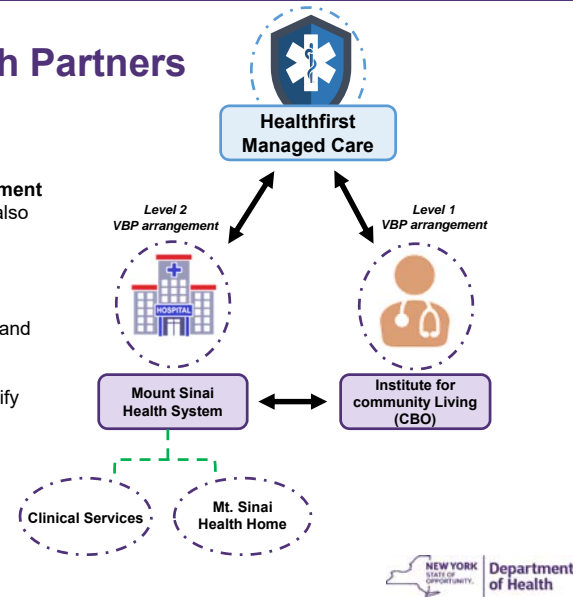 h Partners
Healthfirst
Managed Care
ment
also
Level 2
VBP arrangement
Level 1
VBP arrangement
HOSPITAL
and
ify
Mount Sinai
Health System
Institute for
community Living
(CBO)
Clinical Services
Mt. Sinai
Health Home
NEW YORK
STATE OF
OPPORTUNITY.
Department
of Health